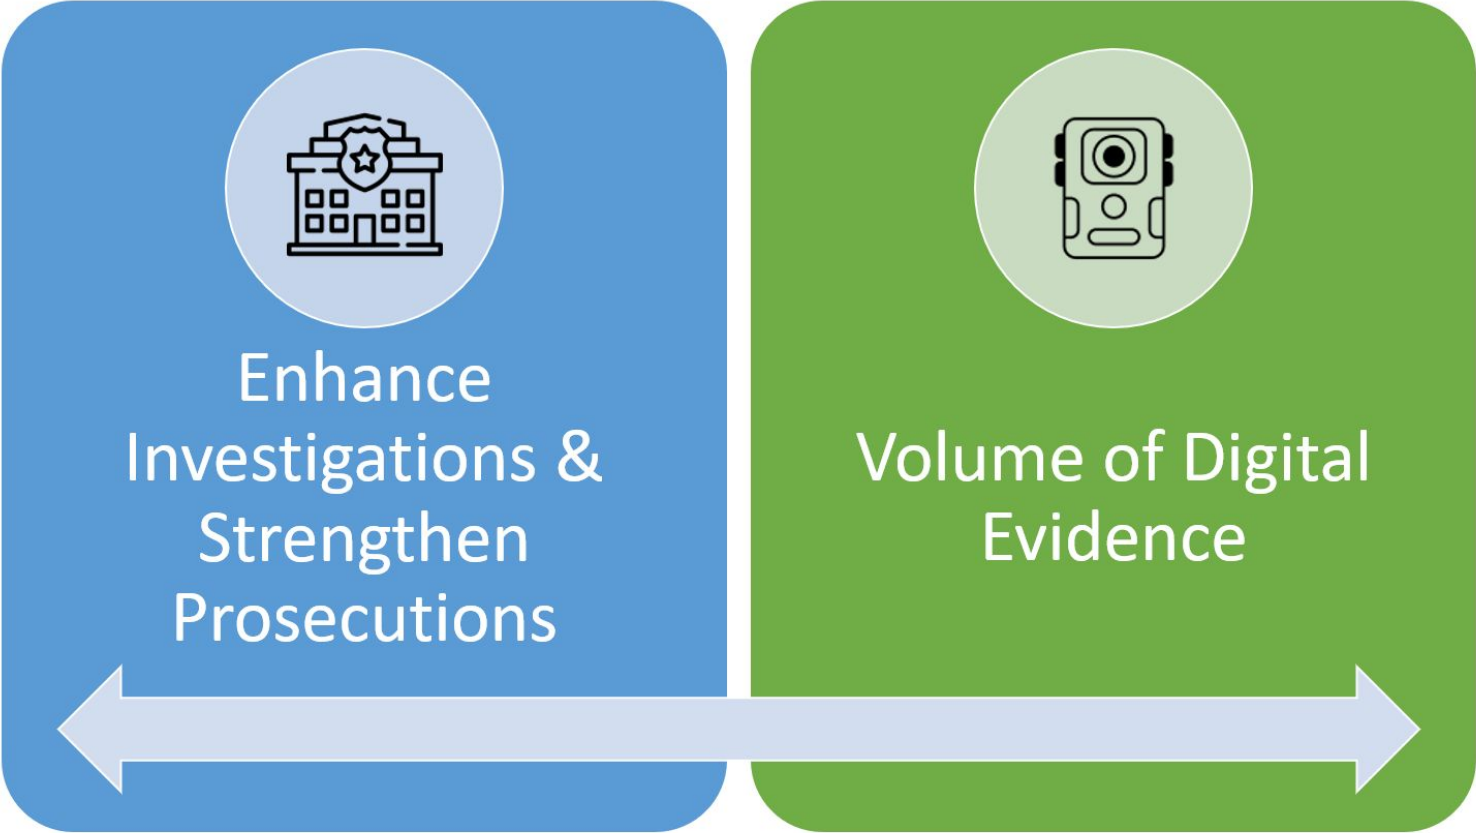 Enhance
Investigations &
Strengthen
Prosecutions
Volume of Digital
Evidence